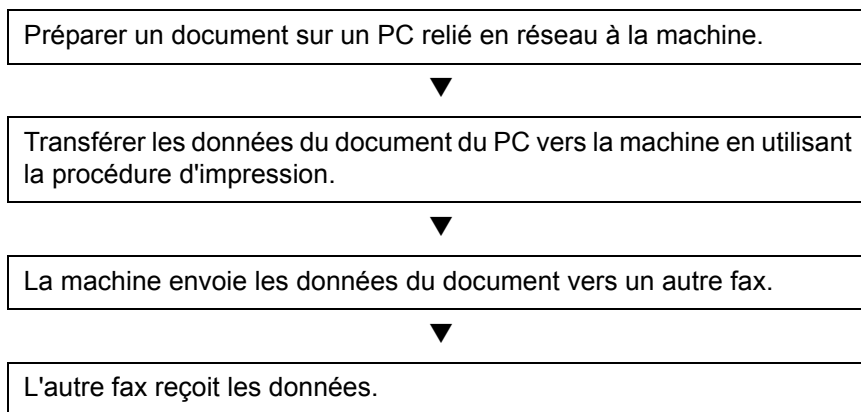 Préparer un document sur un PC relié en réseau à la machine.
▼
Transférer les données du document du PC vers la machine en utilisant
la procédure d'impression.
▼
La machine envoie les données du document vers un autre fax.
▼
L'autre fax reçoit les données.